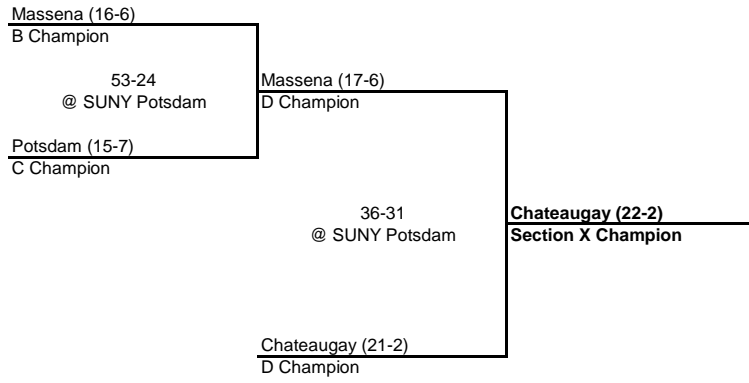 Massena (16-6)
B Champion
53-24
@ SUNY Potsdam
Massena (17-6)
D Champion
Potsdam (15-7)
C Champion
36-31
@ SUNY Potsdam
Chateaugay (22-2)
Section X Champion
Chateaugay (21-2)
D Champion